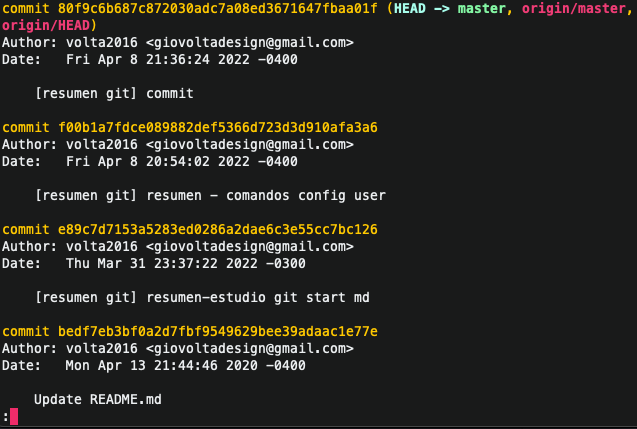 commit 80f9c6b687c872030adc7a08ed3671647fbaa01f (HEAD -> master, origin/master,
origin/HEAD)
Author: volta2016 <giovoltadesign@gmail.com>
Date:   Fri Apr 8 21:36:24 2022 -0400
[resumen git] commit
commit f00b1a7fdce089882def5366d723d3d910afa3a6
Author: volta2016 <giovoltadesign@gmail.com>
Date:   Fri Apr 8 20:54:02 2022 -0400
[resumen git] resumen - comandos config user
commit e89c7d7153a5283ed0286a2dae6c3e55cc7bc126
Author: volta2016 <giovoltadesign@gmail.com>
Date:   Thu Mar 31 23:37:22 2022 -0300
[resumen git] resumen-estudio git start md
commit bedf7eb3bf0a2d7fbf9549629bee39adaac1e77e
Author: volta2016 <giovoltadesign@gmail.com>
Date:   Mon Apr 13 21:44:46 2020 -0400
Update README.md
: